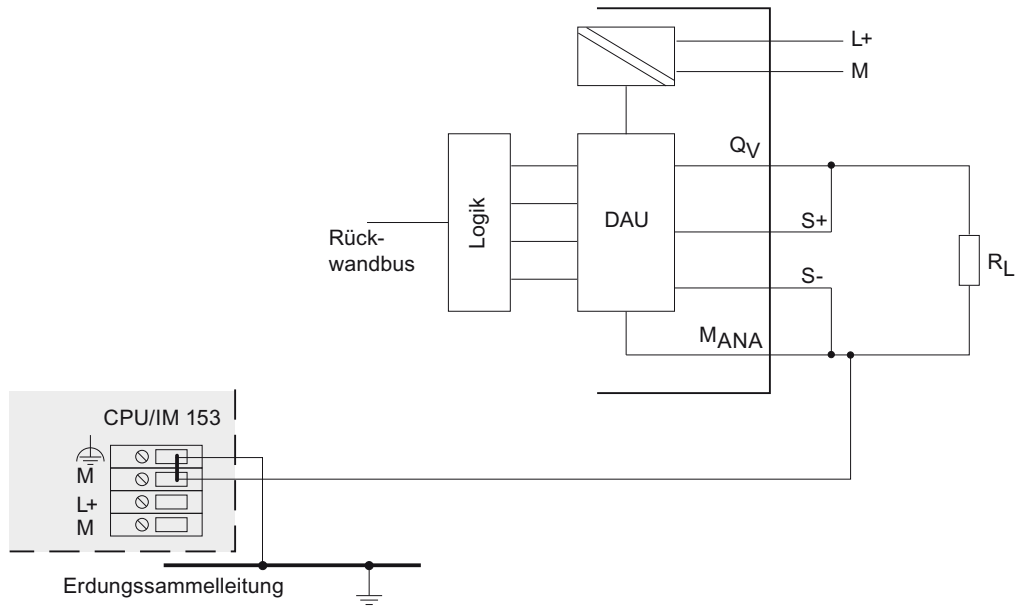 L+
M
QV
S+
Logik
DAU
Rück-
wandbus
RL
S-
MANA
CPU/IM 153
M
L+
M
Erdungssammelleitung